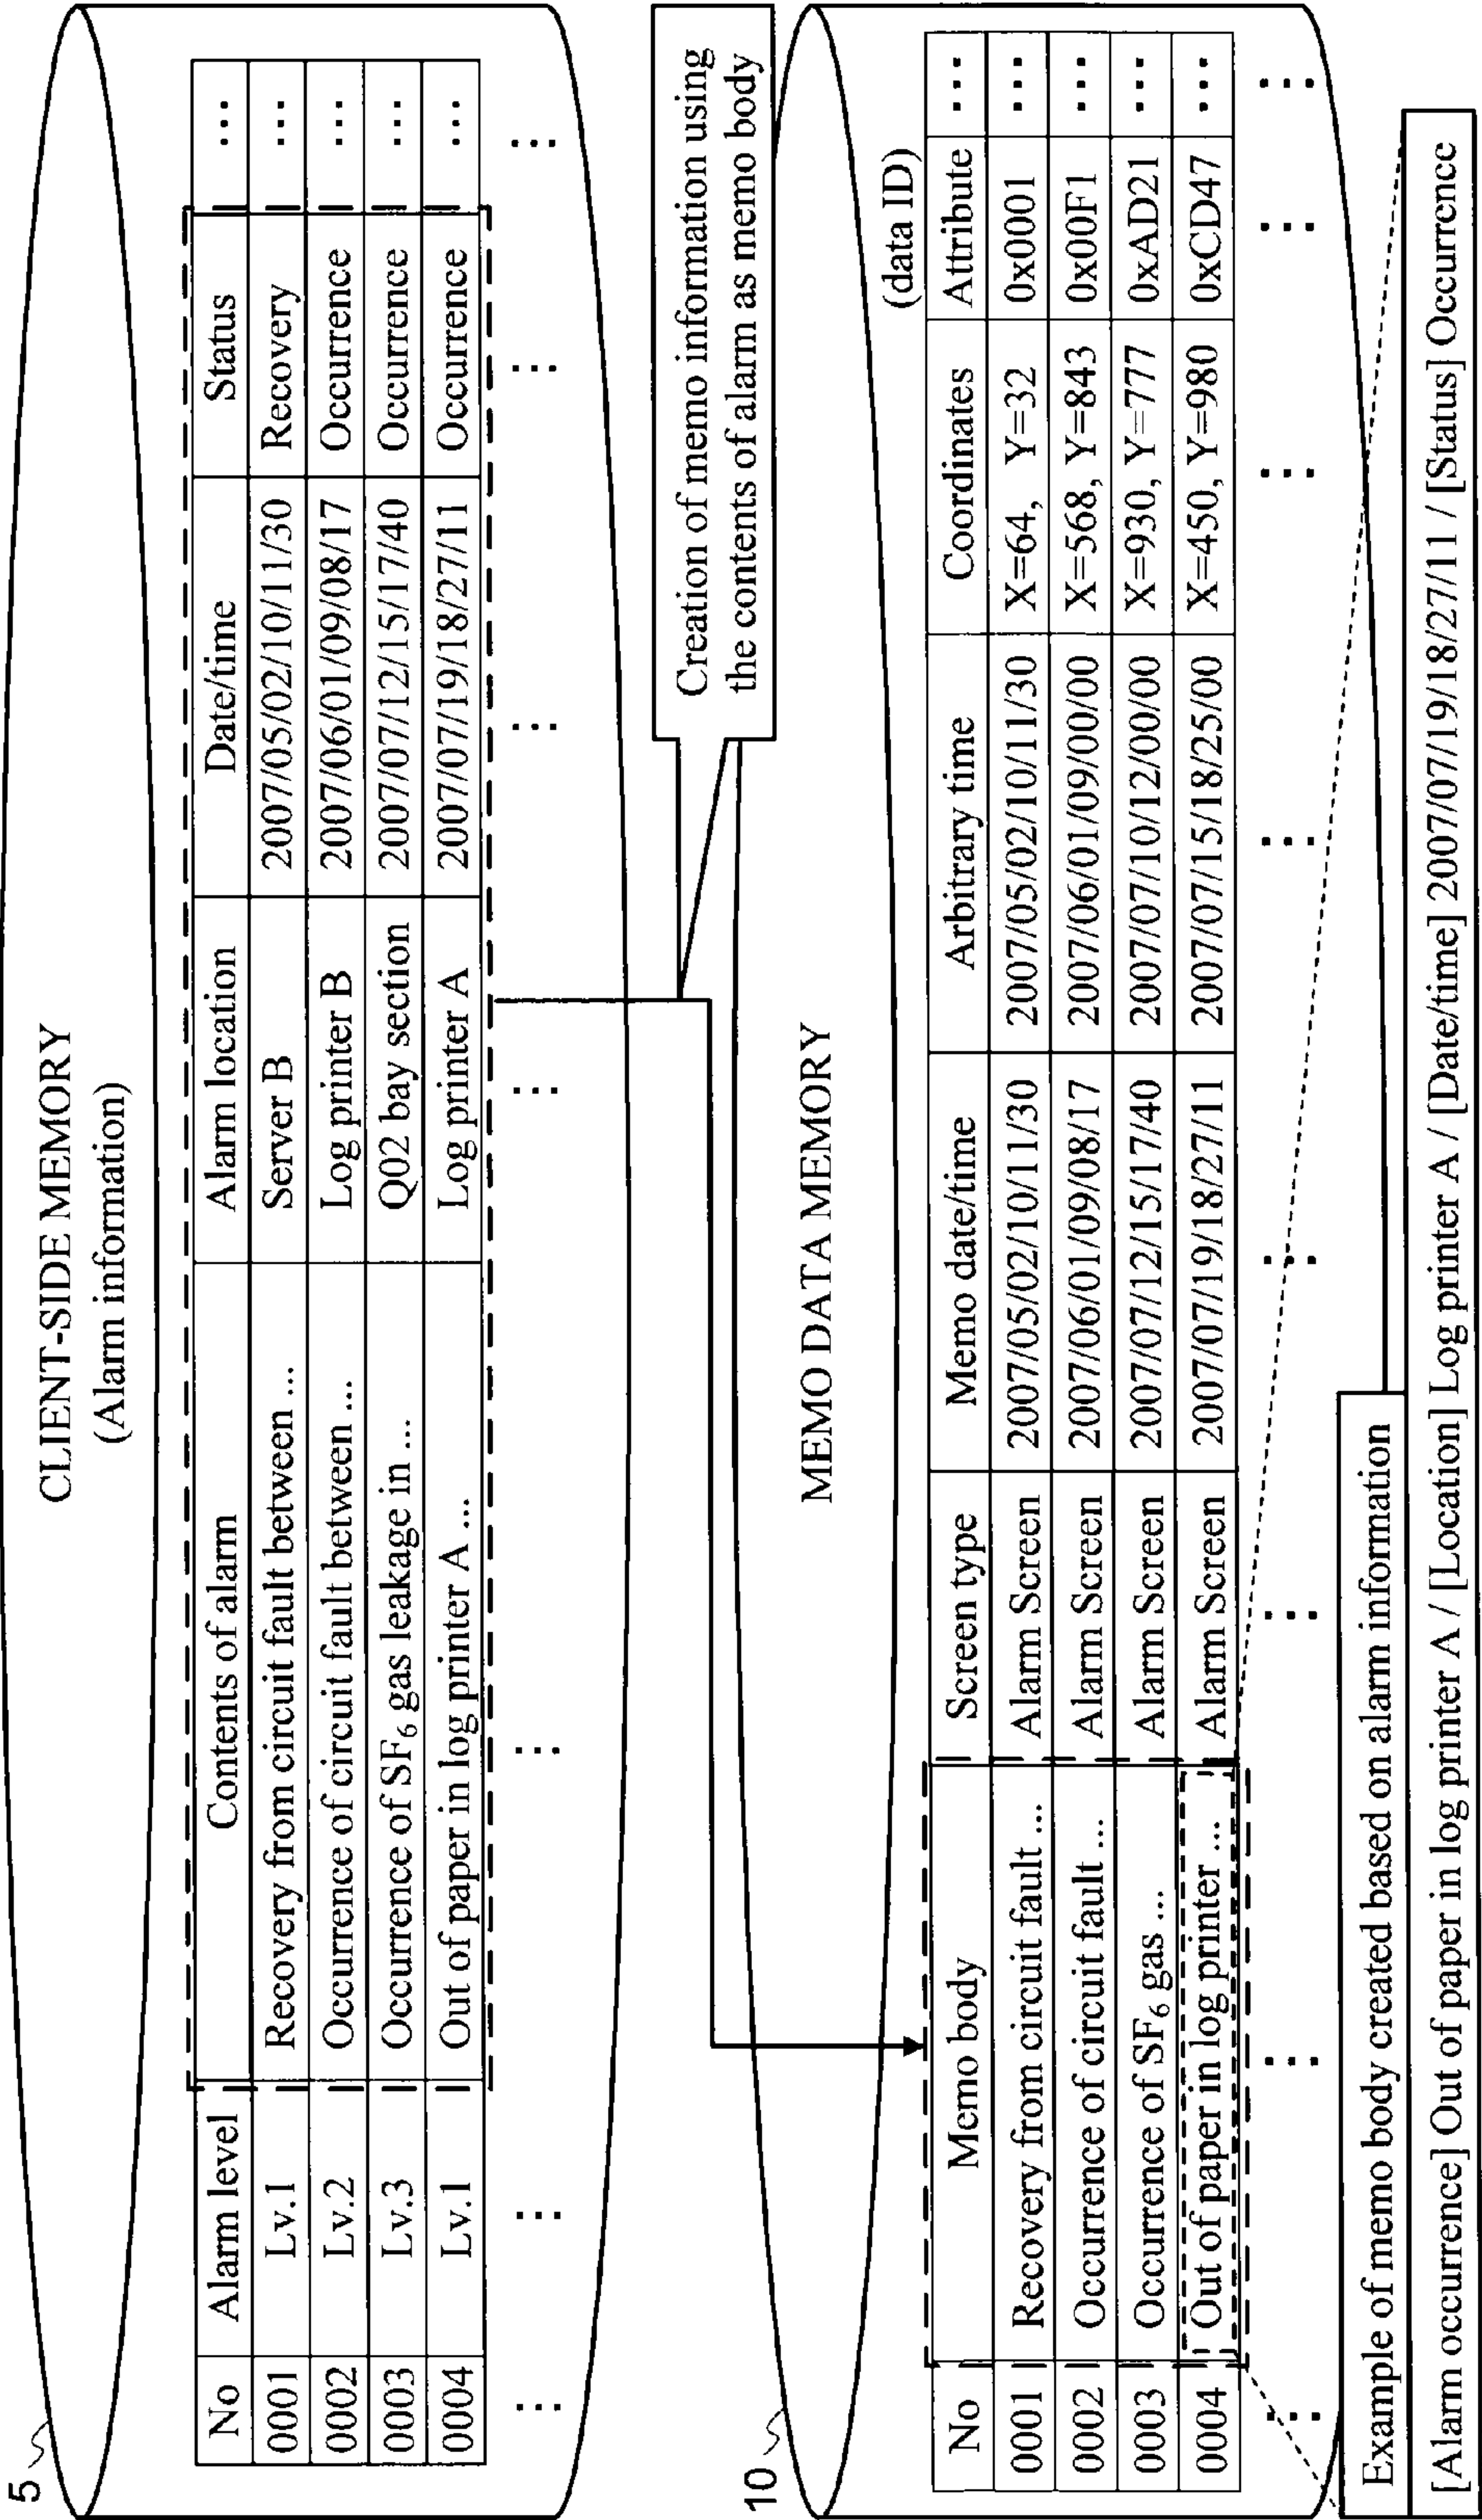 5
CLIENT-SIDE MEMORY
(Alarm information)
No Alarm level Contents of alarm Alarm location Date/time Status ...
0001 Lv.1 Recovery from circuit fault between ... Server B 2007/05/02/10/11/30 Recovery ...
0002 Lv.2 Occurrence of circuit fault between ... Log printer B 2007/06/01/09/08/17 Occurrence ...
0003 Lv.3 Occurrence of SF₆ gas leakage in ... Q02 bay section 2007/07/12/15/17/40 Occurrence ...
0004 Lv.1 Out of paper in log printer A ... Log printer A 2007/07/19/18/27/11 Occurrence ...
... ... ... ... ... ... ...
Creation of memo information using
the contents of alarm as memo body
10
MEMO DATA MEMORY
(data ID)
No Memo body Screen type Memo date/time Arbitrary time Coordinates Attribute ...
0001 Recovery from circuit fault ... Alarm Screen 2007/05/02/10/11/30 2007/05/02/10/11/30 X=64, Y=32 0x0001 ...
0002 Occurrence of circuit fault ... Alarm Screen 2007/06/01/09/08/17 2007/06/01/09/00/00 X=568, Y=843 0x00F1 ...
0003 Occurrence of SF₆ gas ... Alarm Screen 2007/07/12/15/17/40 2007/07/10/12/00/00 X=930, Y=777 0xAD21 ...
0004 Out of paper in log printer ... Alarm Screen 2007/07/19/18/27/11 2007/07/15/18/25/00 X=450, Y=980 0xCD47 ...
... ... ... ... ... ... ... ...
Example of memo body created based on alarm information
[Alarm occurrence] Out of paper in log printer A / [Location] Log printer A / [Date/time] 2007/07/19/18/27/11 / [Status] Occurrence